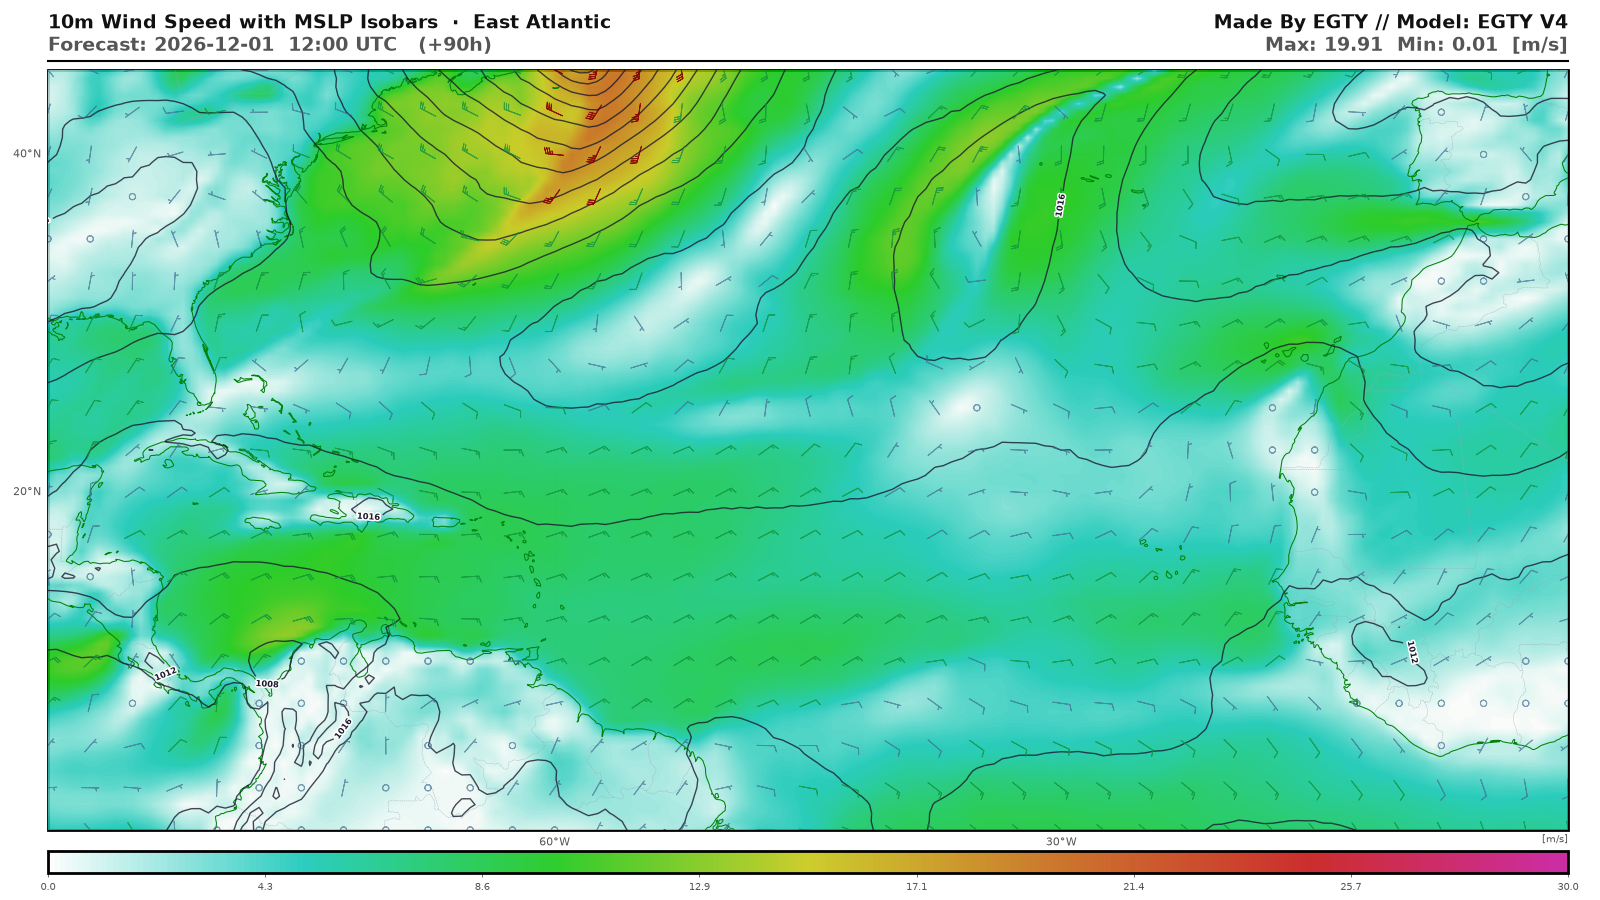 10m Wind Speed with MSLP Isobars · East Atlantic
Made By EGTY // Model: EGTY V4
Forecast: 2026-12-01 12:00 UTC (+90h)
Max: 19.91 Min: 0.01 [m/s]
40°N
1016
20°N
1016
1012
1012
1008
1016
60°W
30°W
[m/s]
0.0
4.3
8.6
12.9
17.1
21.4
25.7
30.0